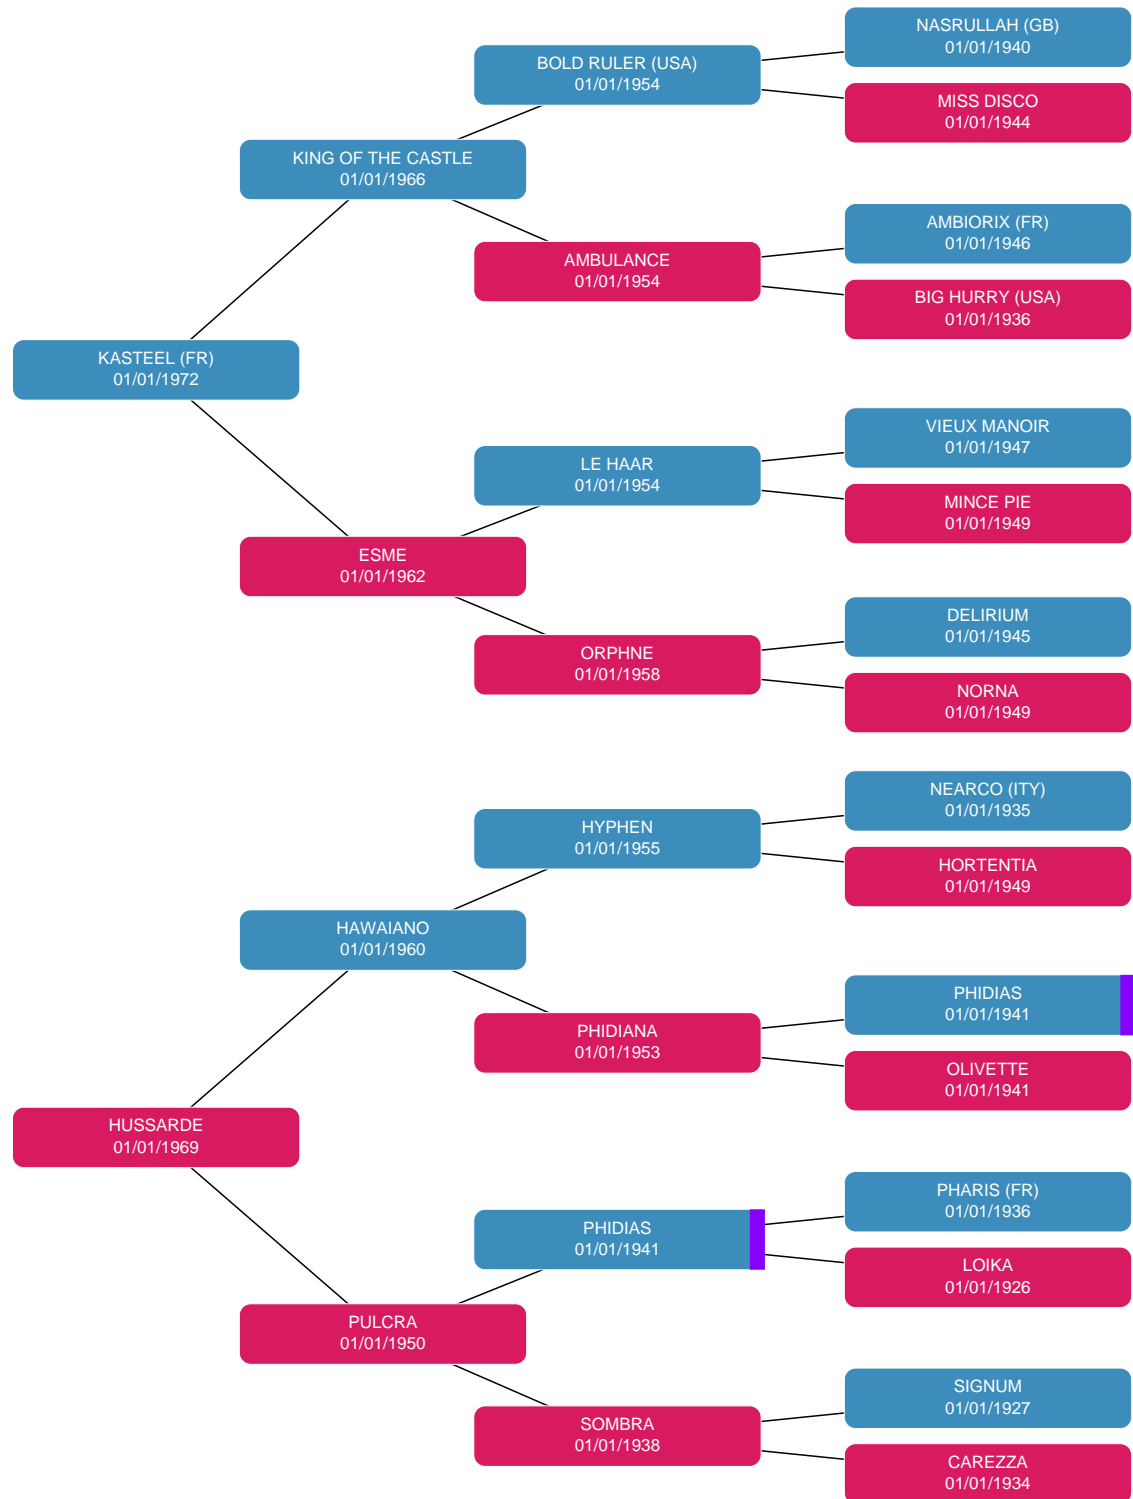 NASRULLAH (GB)
01/01/1940
BOLD RULER (USA)
01/01/1954
MISS DISCO
01/01/1944
KING OF THE CASTLE
01/01/1966
AMBIORIX (FR)
01/01/1946
AMBULANCE
01/01/1954
BIG HURRY (USA)
01/01/1936
KASTEEL (FR)
01/01/1972
VIEUX MANOIR
01/01/1947
LE HAAR
01/01/1954
MINCE PIE
01/01/1949
ESME
01/01/1962
DELIRIUM
01/01/1945
ORPHNE
01/01/1958
NORNA
01/01/1949
NEARCO (ITY)
01/01/1935
HYPHEN
01/01/1955
HORTENTIA
01/01/1949
HAWAIANO
01/01/1960
PHIDIAS
01/01/1941
PHIDIANA
01/01/1953
OLIVETTE
01/01/1941
HUSSARDE
01/01/1969
PHARIS (FR)
01/01/1936
PHIDIAS
01/01/1941
LOIKA
01/01/1926
PULCRA
01/01/1950
SIGNUM
01/01/1927
SOMBRA
01/01/1938
CAREZZA
01/01/1934